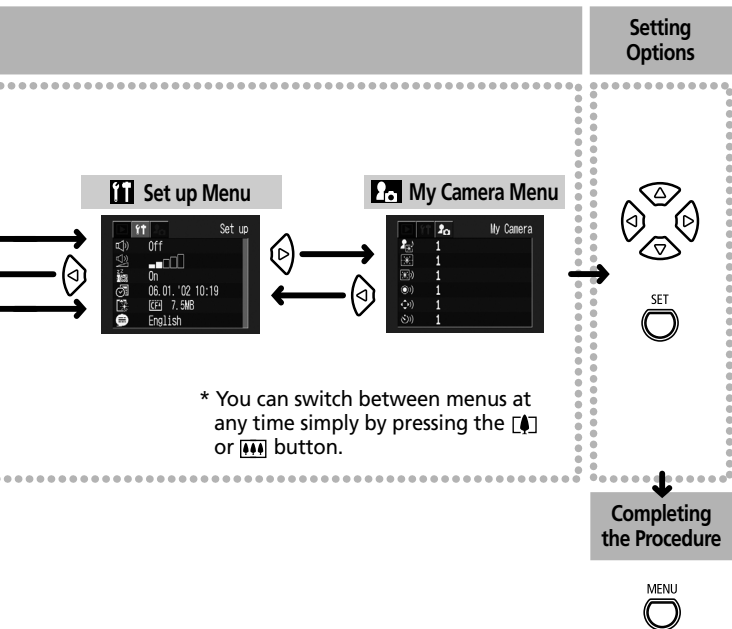 Setting
Options
Set up Menu
My Camera Menu
Set up
Off
On
06.01.'02 10:19
CF 7.5MB
English
My Camera
1
1
1
1
1
1
SET
* You can switch between menus at
any time simply by pressing the
or button.
Completing
the Procedure
MENU